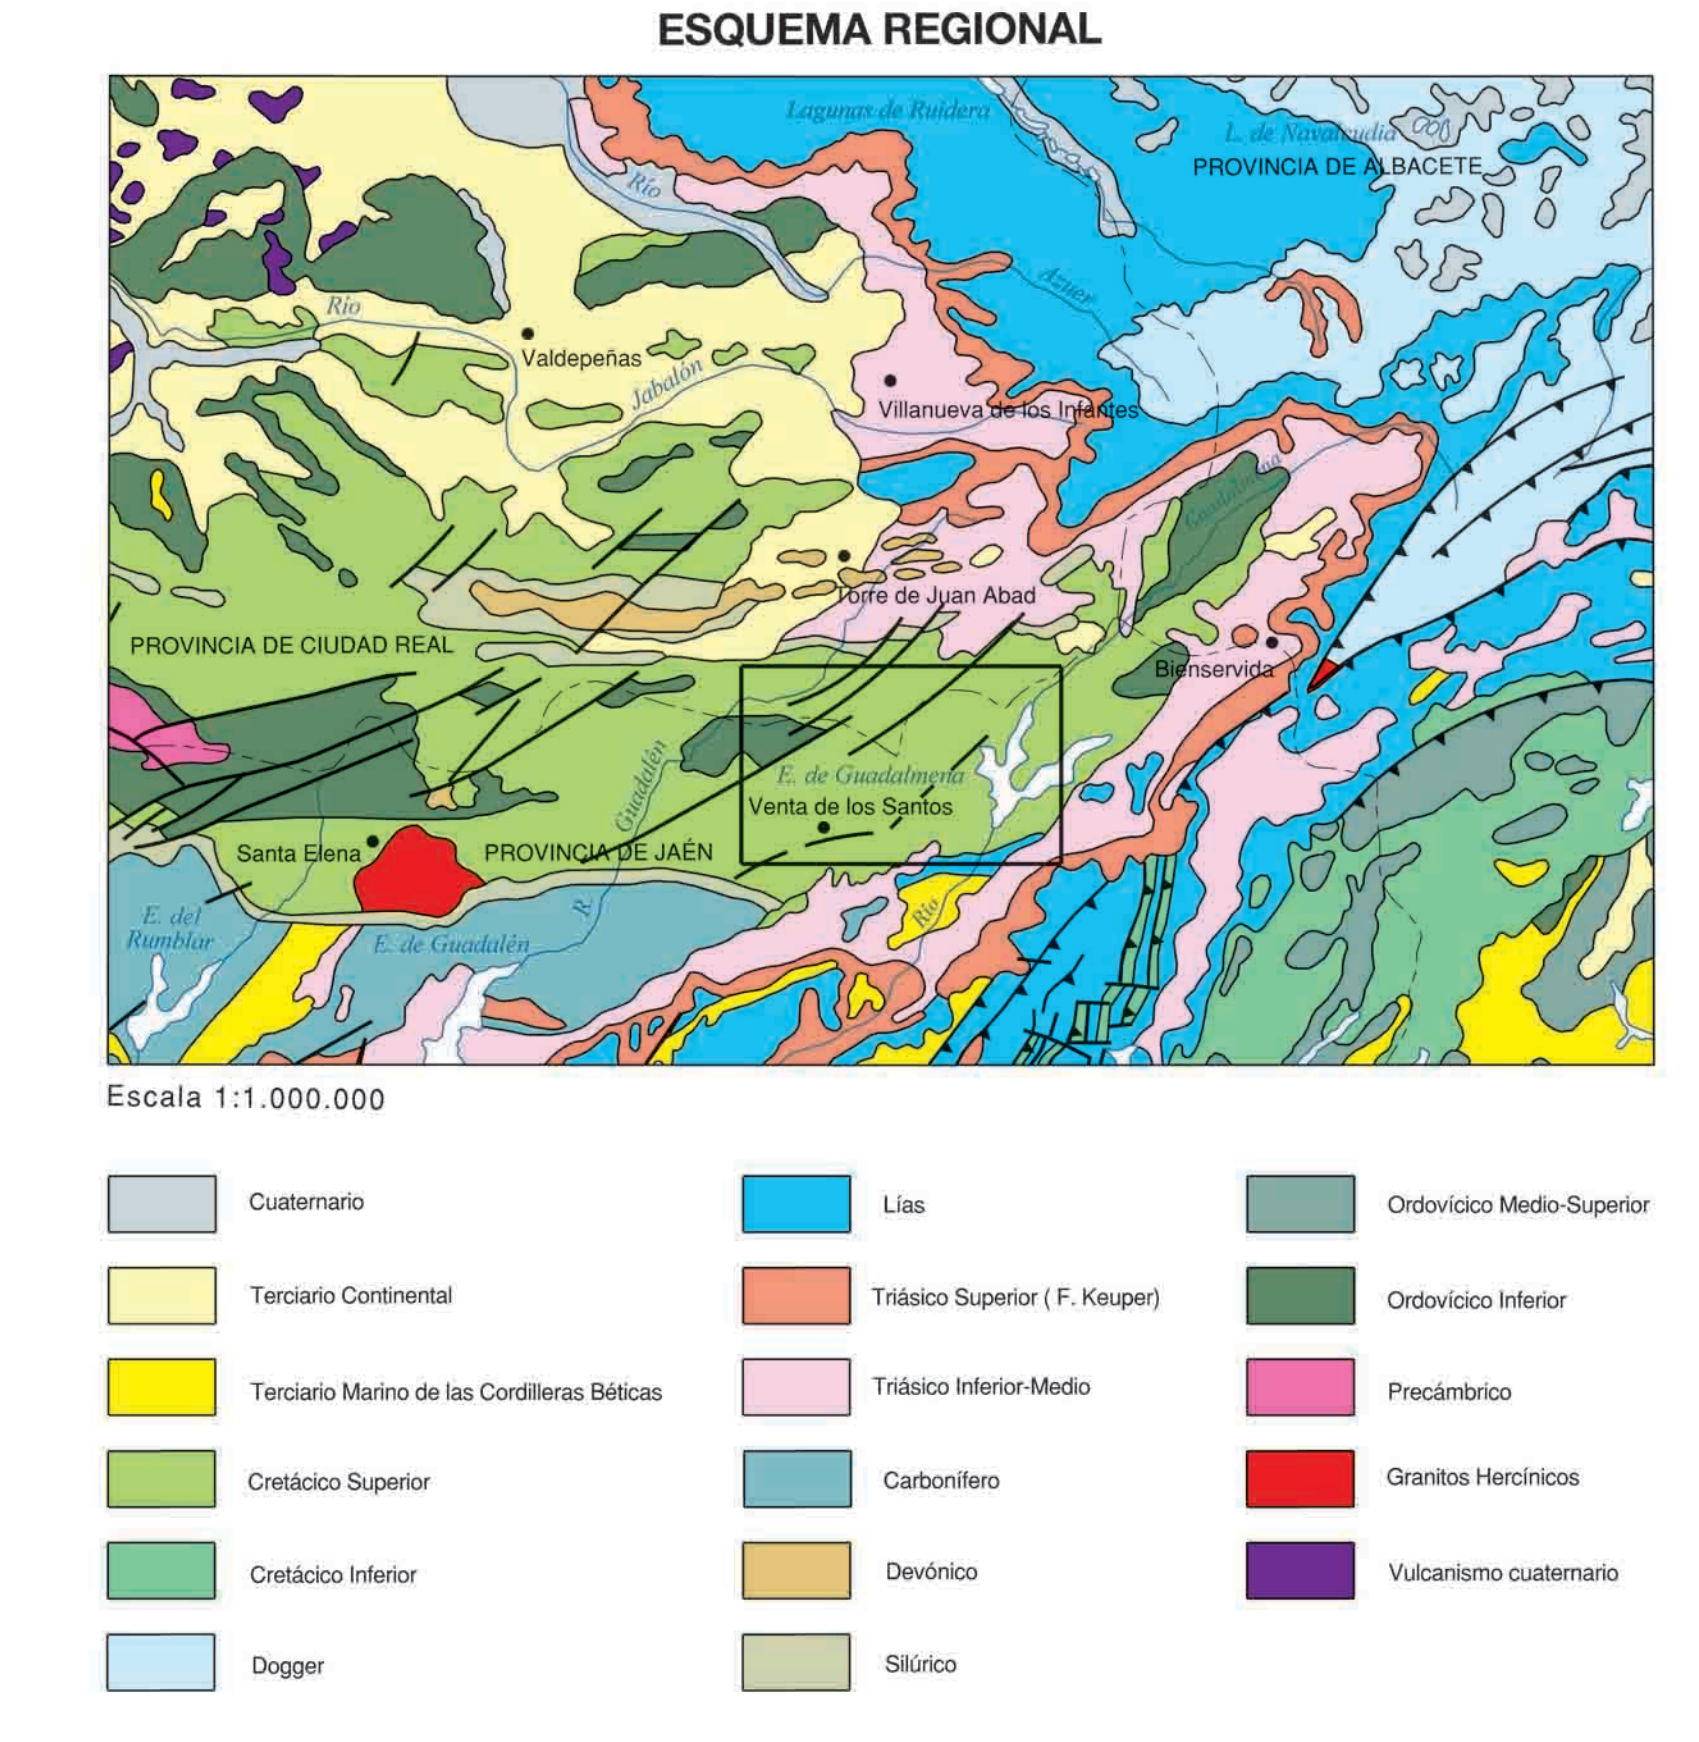 ESQUEMA REGIONAL
Lagunas de Ruidera
L. de Navalcudia
PROVINCIA DE ALBACETE
Río
Azuer
Río
Valdepeñas
Jabalón
Villanueva de los Infantes
Guadalmena
Torre de Juan Abad
PROVINCIA DE CIUDAD REAL
Bienservida
Guadalén
E. de Guadalmena
Venta de los Santos
Santa Elena
PROVINCIA DE JAÉN
R.
Río
E. del
Rumblar
E. de Guadalén
Escala 1:1.000.000
Cuaternario
Terciario Continental
Terciario Marino de las Cordilleras Béticas
Cretácico Superior
Cretácico Inferior
Dogger
Lías
Triásico Superior ( F. Keuper)
Triásico Inferior-Medio
Carbonífero
Devónico
Silúrico
Ordovícico Medio-Superior
Ordovícico Inferior
Precámbrico
Granitos Hercínicos
Vulcanismo cuaternario